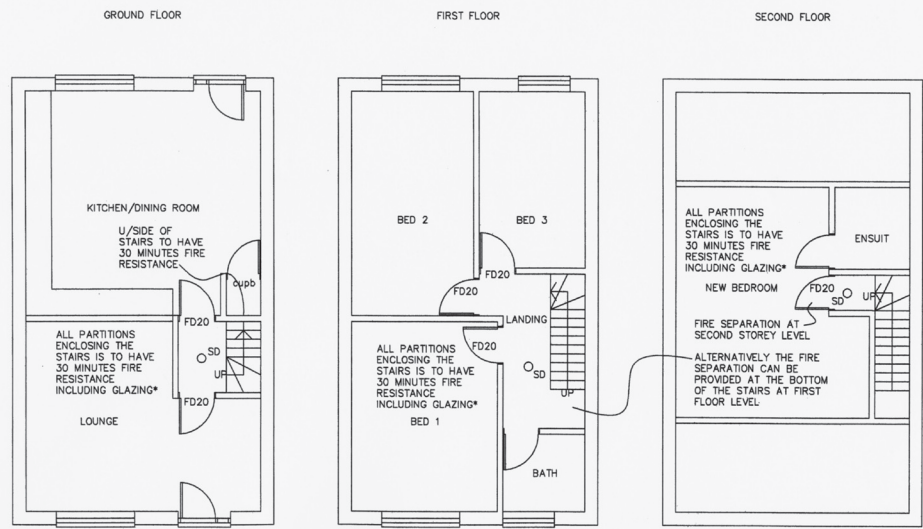 GROUND FLOOR
KITCHEN/DINING ROOM
U/SIDE OF
STAIRS TO HAVE
30 MINUTES FIRE
RESISTANCE
cupb
FD20
ALL PARTITIONS
ENCLOSING THE
STAIRS IS TO HAVE
30 MINUTES FIRE
RESISTANCE
INCLUDING GLAZING*
SD
UP
FD20
LOUNGE
FIRST FLOOR
BED 2
BED 3
FD20
FD20
LANDING
FD20
ALL PARTITIONS
ENCLOSING THE
STAIRS IS TO HAVE
30 MINUTES FIRE
RESISTANCE
INCLUDING GLAZING*
SD
UP
BED 1
BATH
SECOND FLOOR
ALL PARTITIONS
ENCLOSING THE
STAIRS IS TO HAVE
30 MINUTES FIRE
RESISTANCE
INCLUDING GLAZING*
ENSUIT
NEW BEDROOM
FD20
SD
UP
FIRE SEPARATION AT
SECOND STOREY LEVEL
ALTERNATIVELY THE FIRE
SEPARATION CAN BE
PROVIDED AT THE BOTTOM
OF THE STAIRS AT FIRST
FLOOR LEVEL